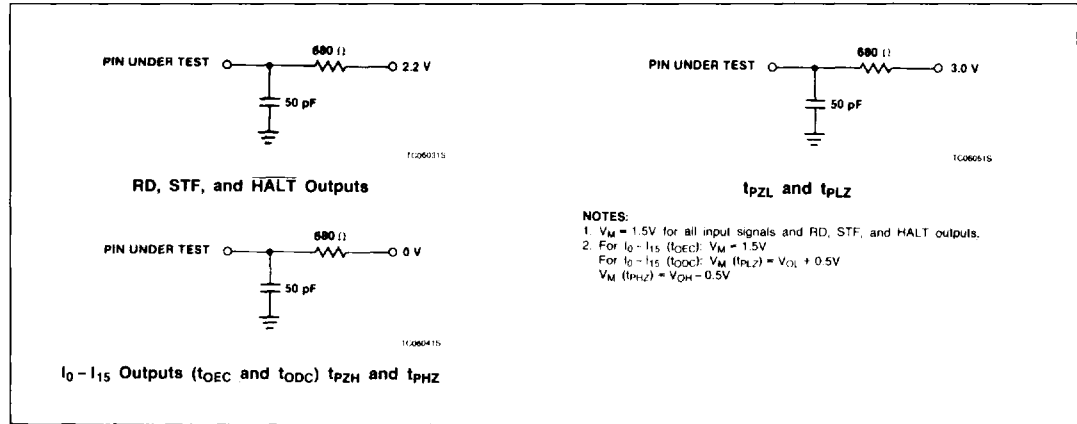 680 Ω
PIN UNDER TEST
2.2 V
50 pF
TC06031S
RD, STF, and H̅A̅L̅T̅ Outputs
680 Ω
PIN UNDER TEST
0 V
50 pF
TC06041S
I₀ – I₁₅ Outputs (tOEC and tODC) tPZH and tPHZ
680 Ω
PIN UNDER TEST
3.0 V
50 pF
TC06051S
tPZL and tPLZ
NOTES:
1. VM = 1.5V for all input signals and RD, STF, and HALT outputs.
2. For I₀ – I₁₅ (tOEC): VM = 1.5V
For I₀ – I₁₅ (tODC): VM (tPLZ) = VOL + 0.5V
VM (tPHZ) = VOH – 0.5V